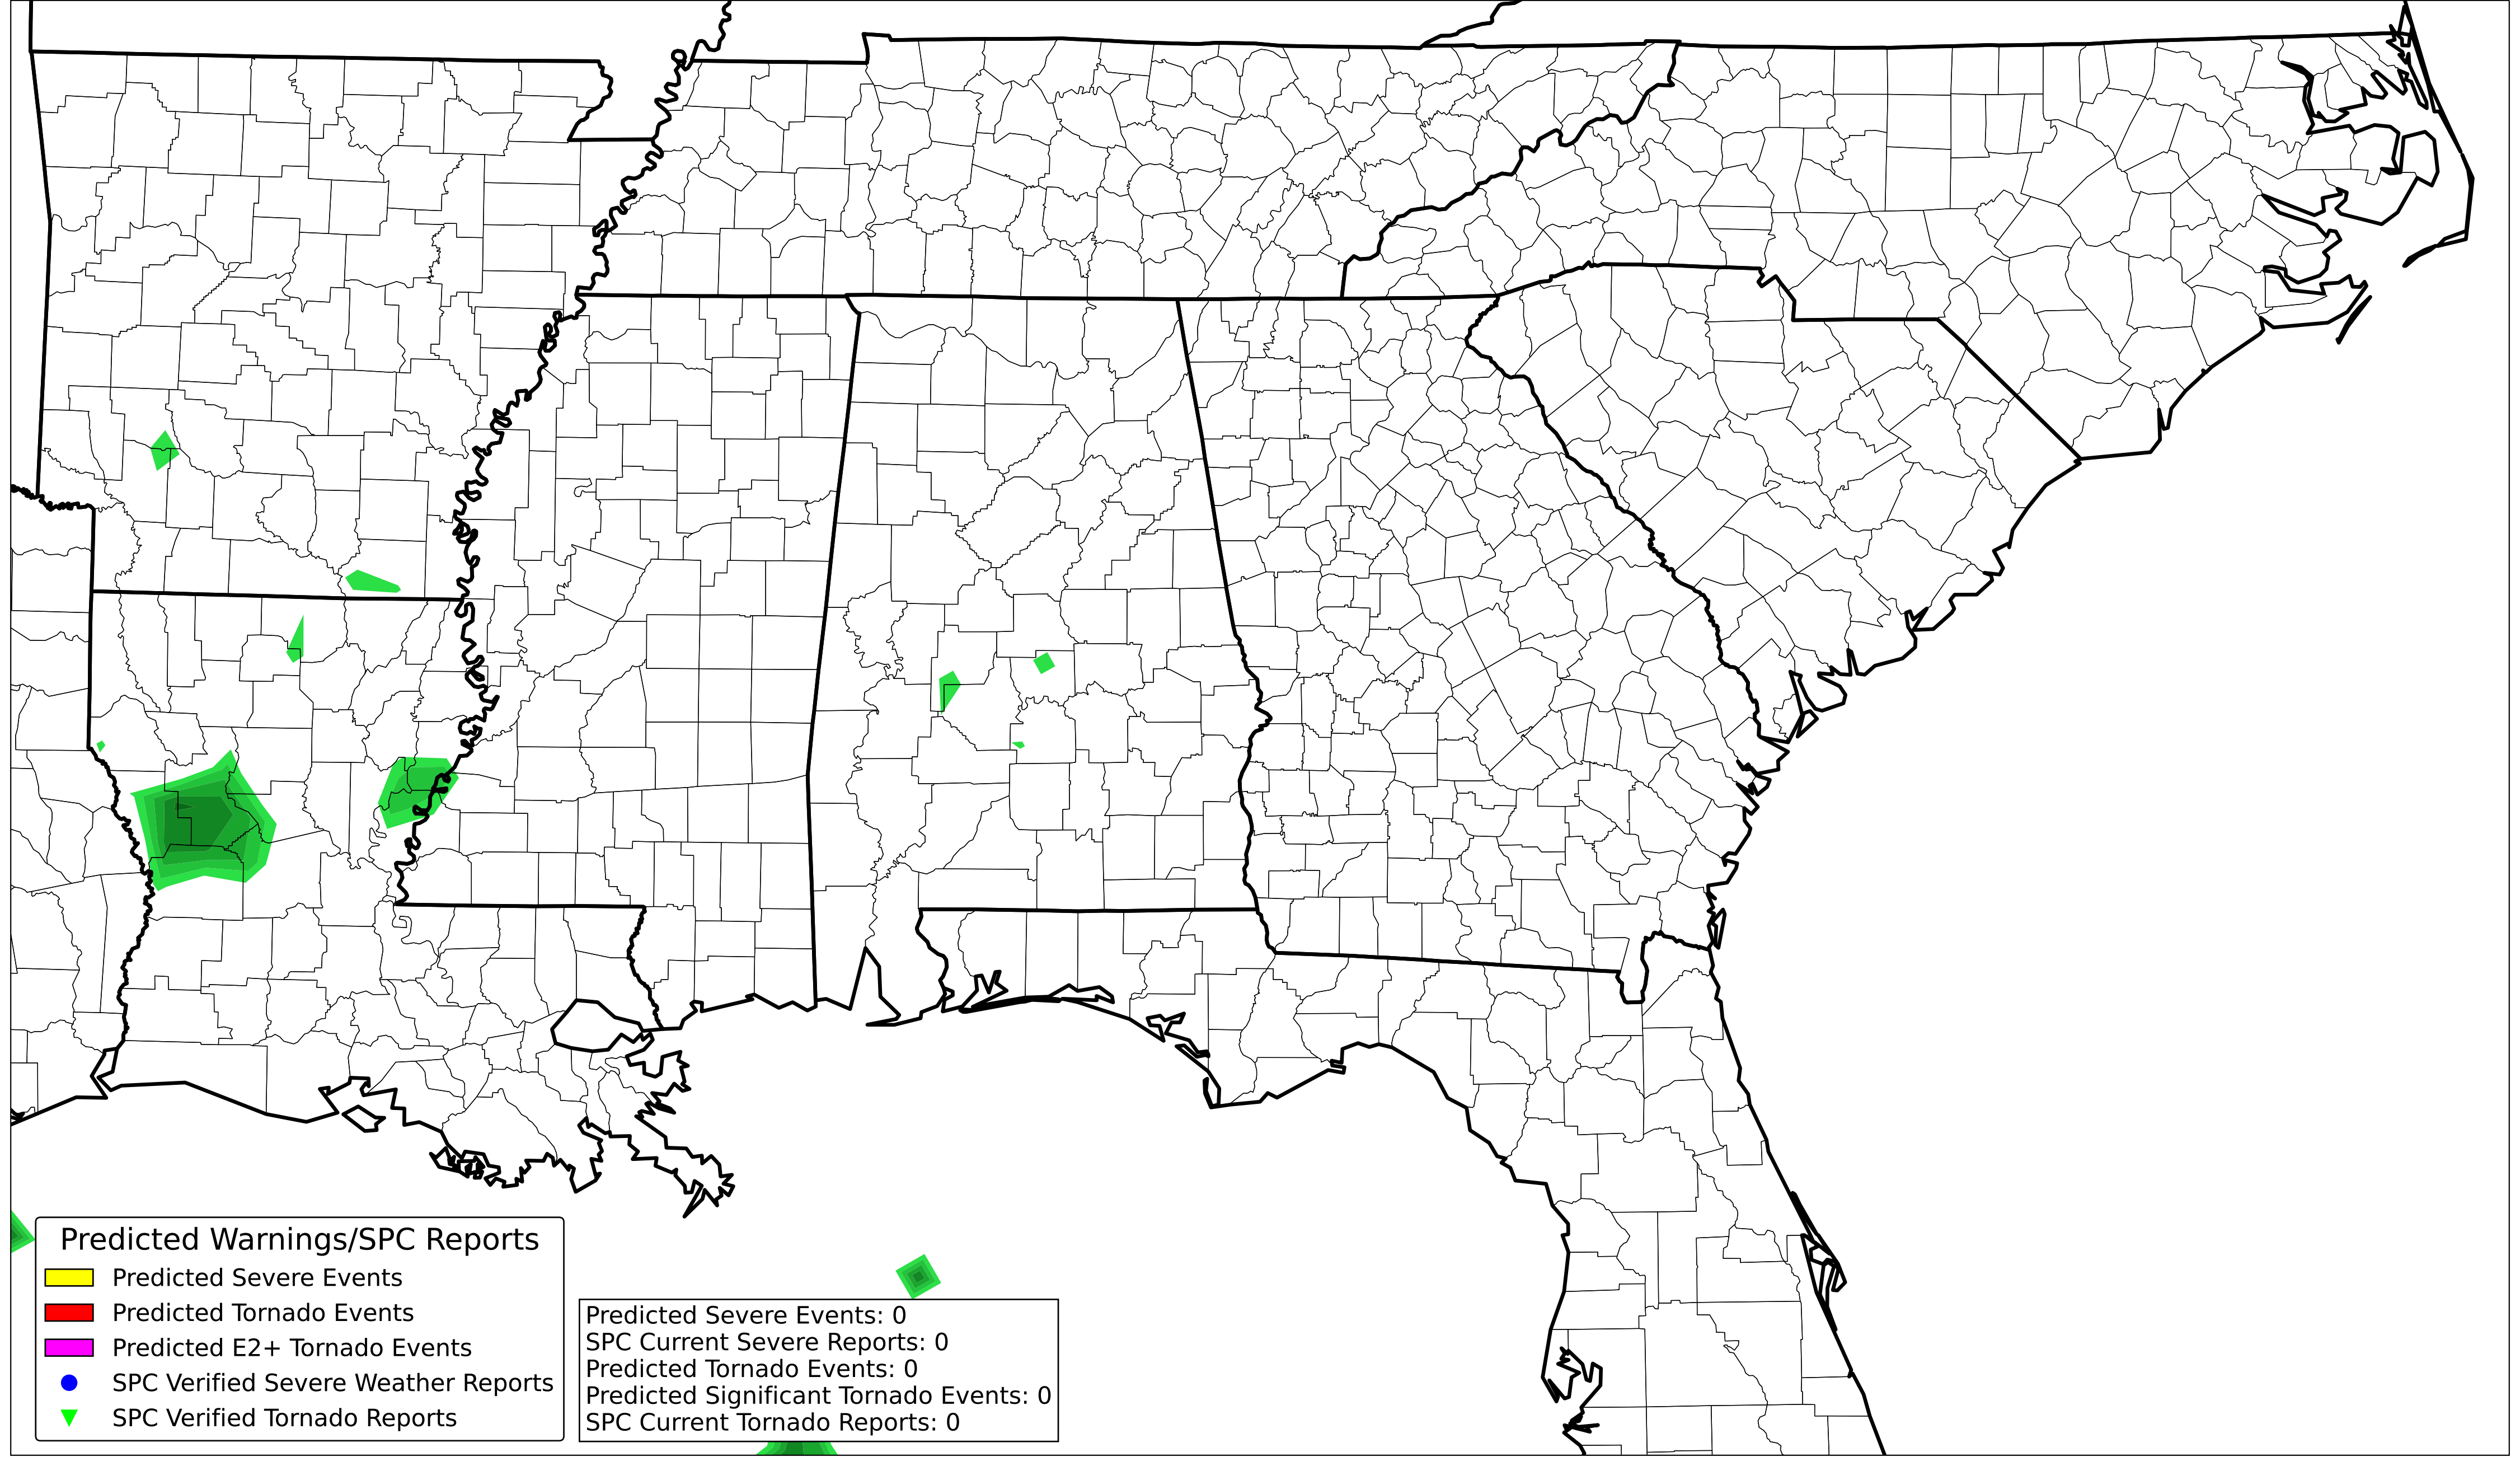 Predicted Warnings/SPC Reports
Predicted Severe Events
Predicted Tornado Events
Predicted E2+ Tornado Events
SPC Verified Severe Weather Reports
SPC Verified Tornado Reports
Predicted Severe Events: 0
SPC Current Severe Reports: 0
Predicted Tornado Events: 0
Predicted Significant Tornado Events: 0
SPC Current Tornado Reports: 0